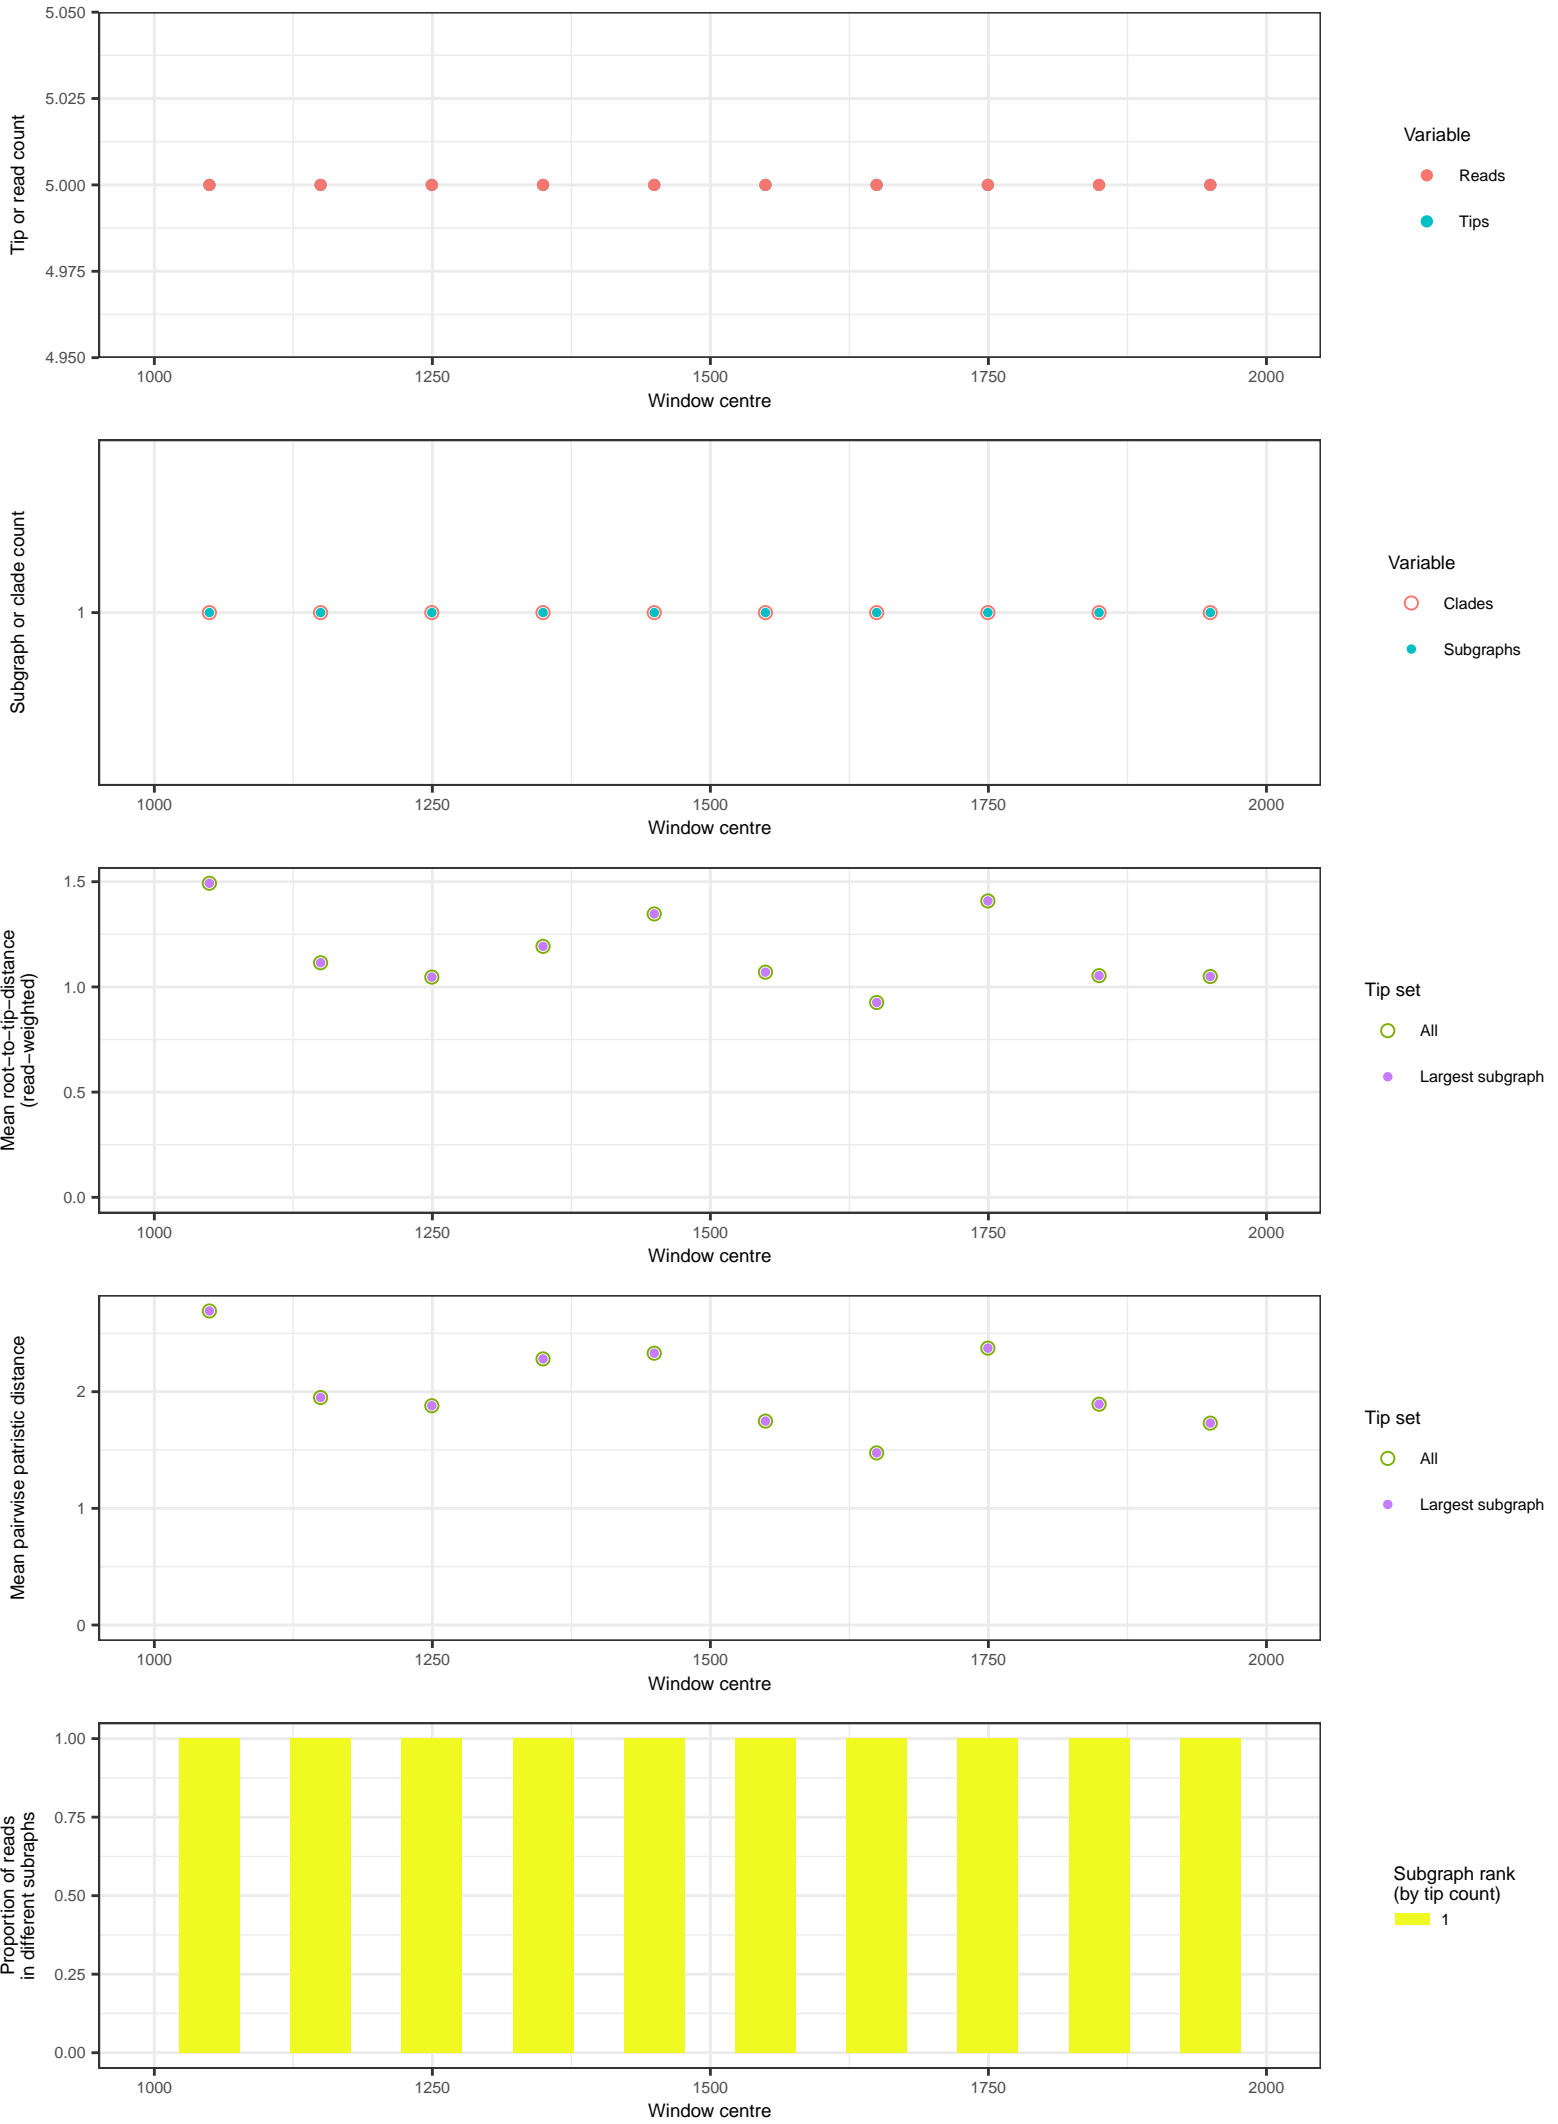 5.050
5.025
5.000
4.975
4.950
Tip or read count
1000 1250 1500 1750 2000
Window centre
Variable
Reads
Tips
Subgraph or clade count
1
1000 1250 1500 1750 2000
Window centre
Variable
Clades
Subgraphs
Mean root−to−tip−distance
(read−weighted)
1.5
1.0
0.5
0.0
1000 1250 1500 1750 2000
Window centre
Tip set
All
Largest subgraph
Mean pairwise patristic distance
2
1
0
1000 1250 1500 1750 2000
Window centre
Tip set
All
Largest subgraph
Proportion of reads
in different subraphs
1.00
0.75
0.50
0.25
0.00
1000 1250 1500 1750 2000
Window centre
Subgraph rank
(by tip count)
1